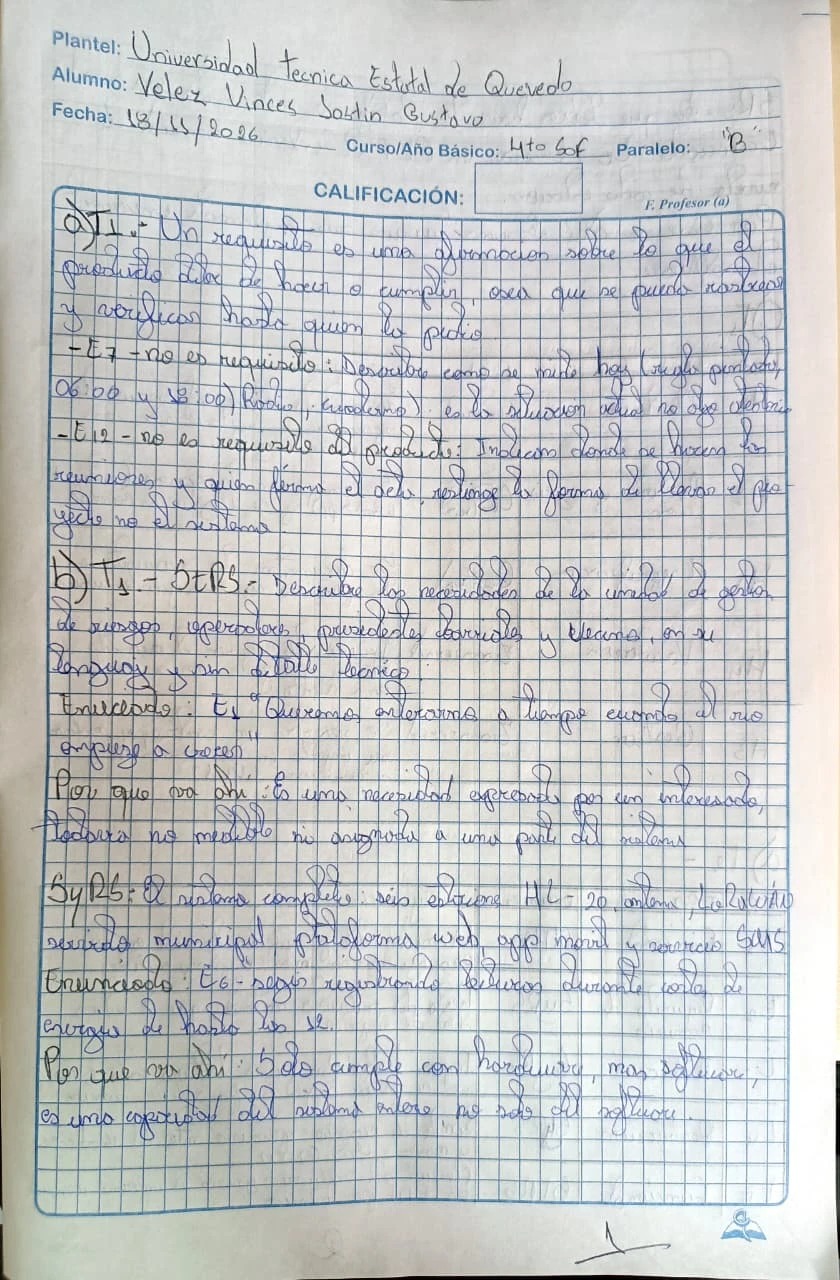 Plantel: Universidad Tecnica Estatal de Quevedo
Alumno: Velez Vinces Jostin Gustavo
Fecha: 18/11/2026
Curso/Año Básico: 4to Sof Paralelo: "B"
CALIFICACIÓN:
F. Profesor (a)
a) T1.- Un requisito es una afirmacion sobre lo que el
producto debe de hacer o cumplir, osea que se pueda rastrear
y verificar hasta quien lo pidio.
-E7 - no es requisito: Describe como se mide hoy (regla pintada,
06:00 y 18:00) Radio, cuaderno). es la situacion actual no algo
-E12 - no es requisito del producto: Indican donde se hacen las
reuniones y quien firma el acta, restringe la forma de llevar el pro
yecto no el sistema
b) T1.- StRS.- Describe las necesidades de la unidad de gestion
de riesgos, operadores, presidentes barriales y vecinos, en su
lenguaje y sin detalle tecnico.
Enunciado: E1 "Queremos enterarnos a tiempo cuando el rio
empieza a crecer"
Por que va ahi: Es una necesidad expresada por un interesado,
todavia no medible ni asignada a una parte del sistema
SyRS: El sistema completo: seis estaciones HL-20, antena, LoRaWAN
servidor municipal plataforma web, app movil y servicio SMS
Enunciado: E6 - seguir registrando lecturas durante corte de
energia de hasta las 12.
Por que va ahi: Solo cumple con hardware, mas software;
es una capacidad del sistema entero no solo del software.
1